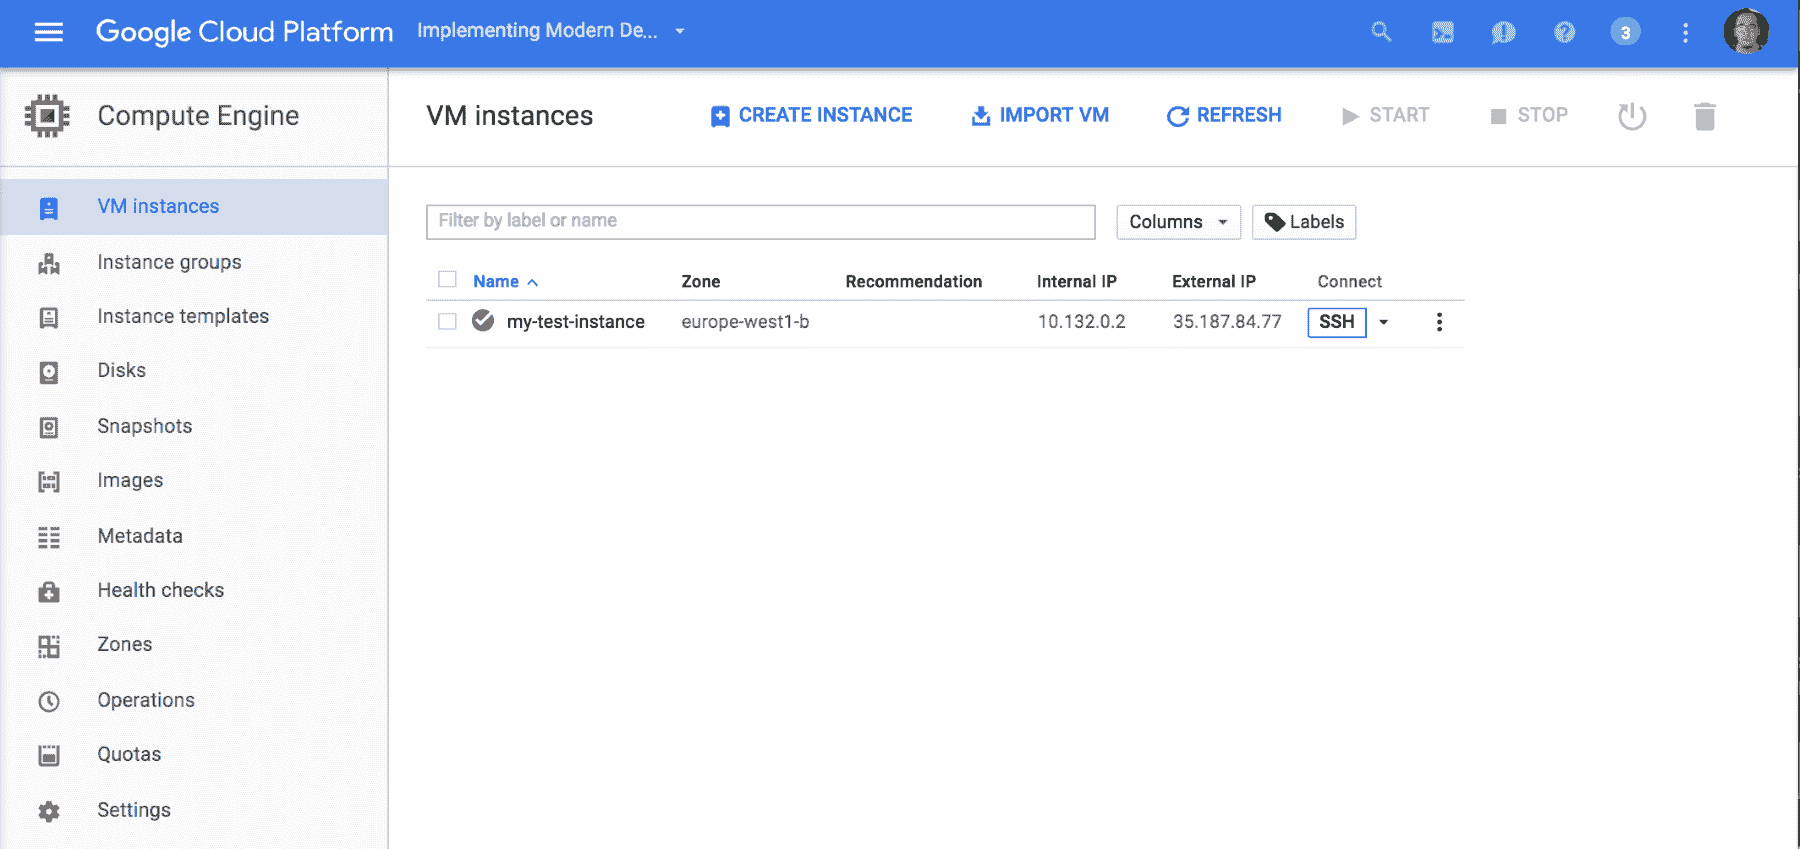 Google Cloud Platform Implementing Modern De... 3
Compute Engine
VM instances CREATE INSTANCE IMPORT VM REFRESH START STOP
VM instances
Instance groups
Instance templates
Disks
Snapshots
Images
Metadata
Health checks
Zones
Operations
Quotas
Settings
Filter by label or name Columns Labels
Name Zone Recommendation Internal IP External IP Connect
my-test-instance europe-west1-b 10.132.0.2 35.187.84.77 SSH